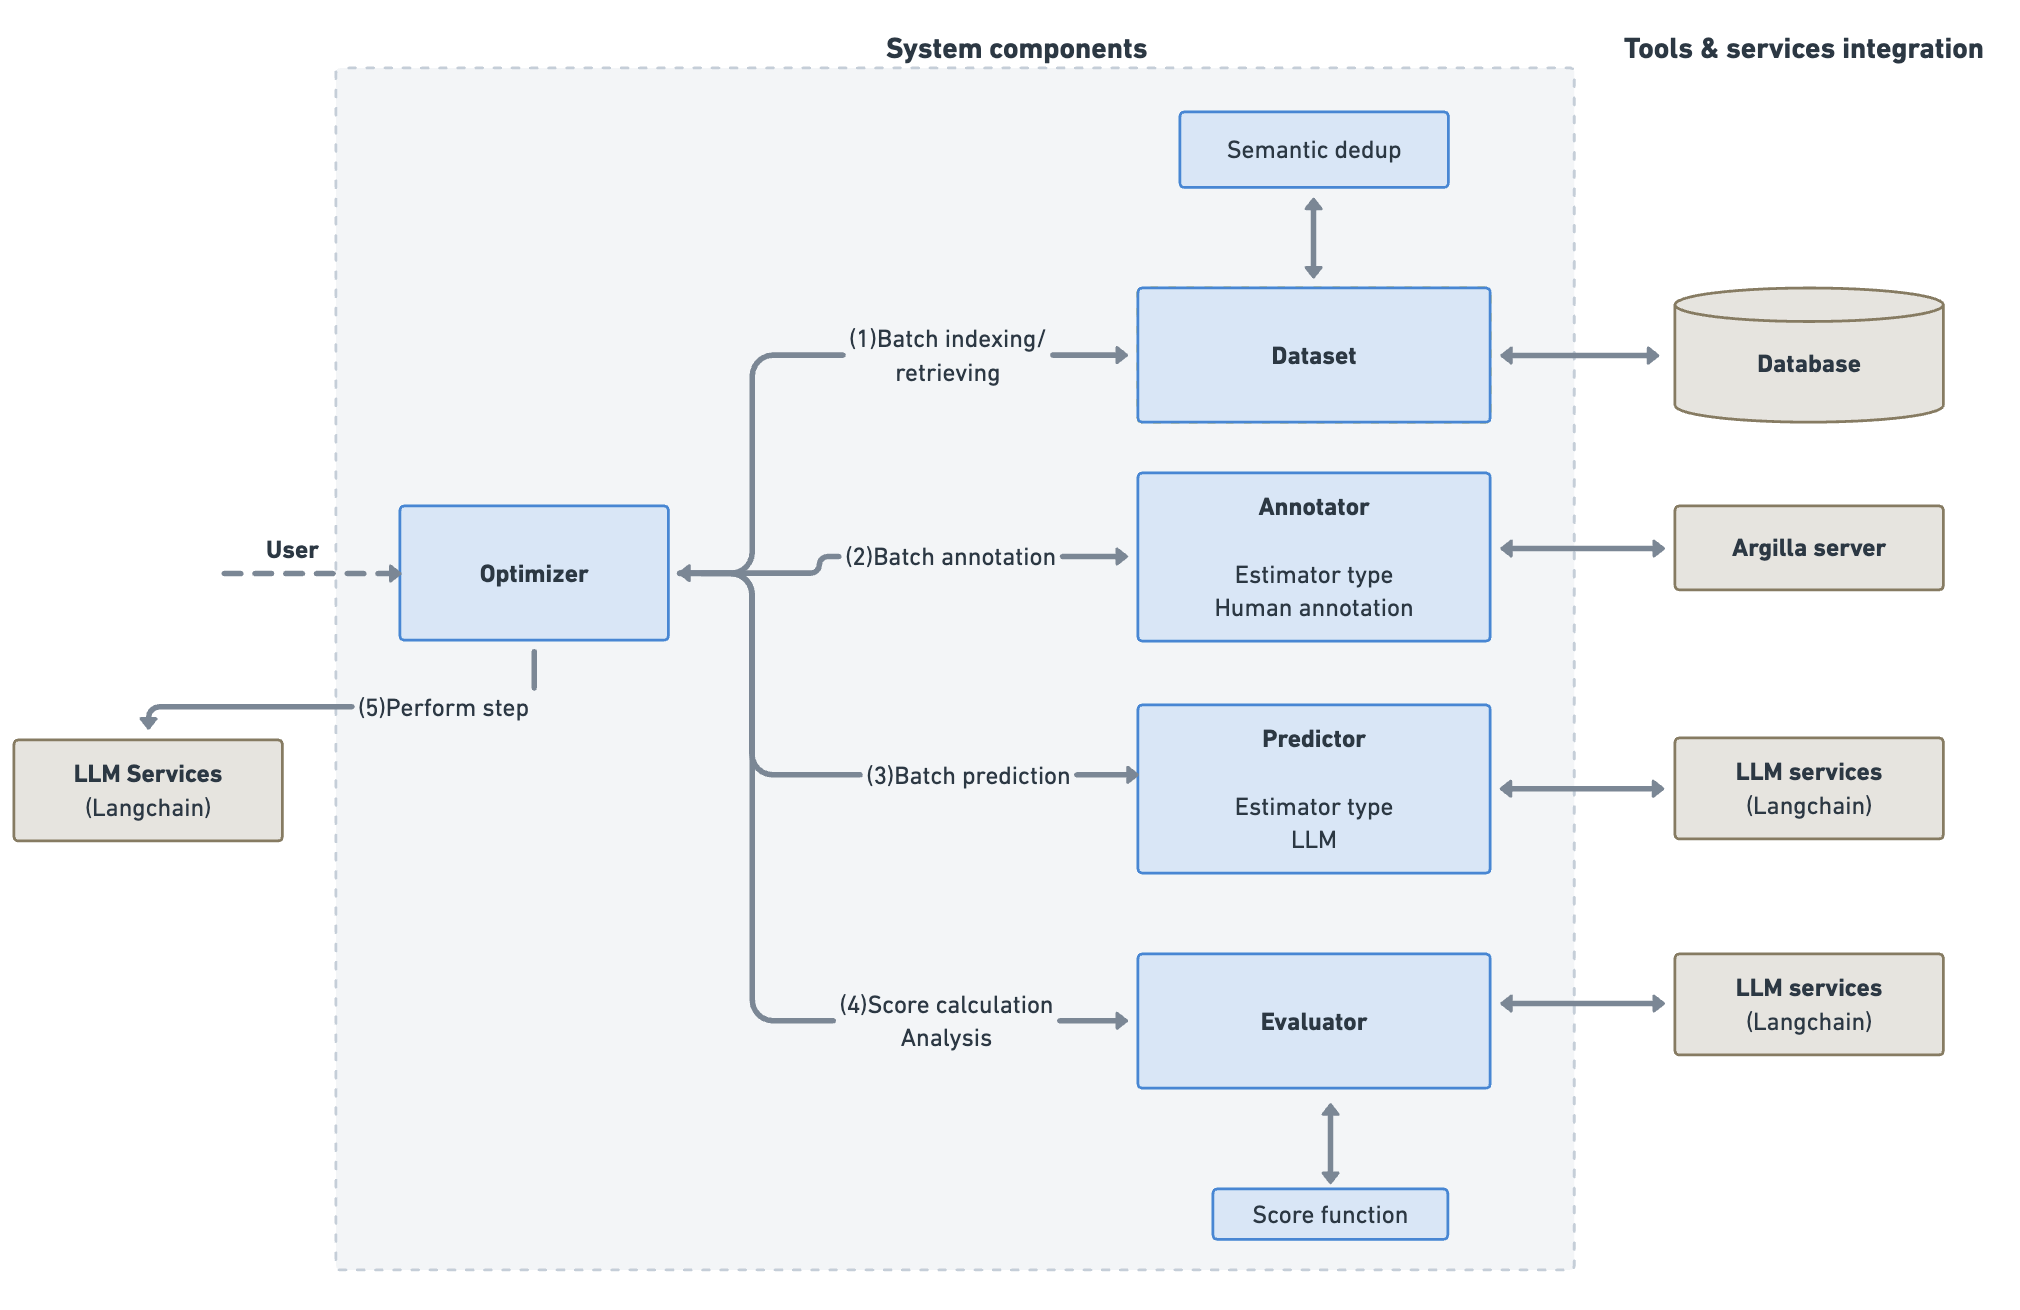 System components
Tools & services integration
Semantic dedup
(1)Batch indexing/
retrieving
Dataset
Database
User
Optimizer
(2)Batch annotation
Annotator
Estimator type
Human annotation
Argilla server
(5)Perform step
LLM Services
(Langchain)
(3)Batch prediction
Predictor
Estimator type
LLM
LLM services
(Langchain)
(4)Score calculation
Analysis
Evaluator
LLM services
(Langchain)
Score function